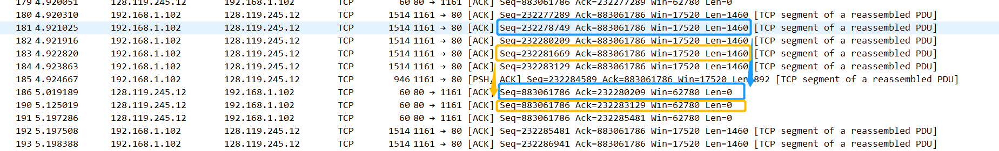 179 4.920051 128.119.245.12 192.168.1.102 TCP 60 80 → 1161 [ACK] Seq=883061786 Ack=232277289 Win=62780 Len=0
180 4.920310 192.168.1.102 128.119.245.12 TCP 1514 1161 → 80 [ACK] Seq=232277289 Ack=883061786 Win=17520 Len=1460 [TCP segment of a reassembled PDU]
181 4.921025 192.168.1.102 128.119.245.12 TCP 1514 1161 → 80 [ACK] Seq=232278749 Ack=883061786 Win=17520 Len=1460 [TCP segment of a reassembled PDU]
182 4.921916 192.168.1.102 128.119.245.12 TCP 1514 1161 → 80 [ACK] Seq=232280209 Ack=883061786 Win=17520 Len=1460 [TCP segment of a reassembled PDU]
183 4.922820 192.168.1.102 128.119.245.12 TCP 1514 1161 → 80 [ACK] Seq=232281669 Ack=883061786 Win=17520 Len=1460 [TCP segment of a reassembled PDU]
184 4.923863 192.168.1.102 128.119.245.12 TCP 1514 1161 → 80 [ACK] Seq=232283129 Ack=883061786 Win=17520 Len=1460 [TCP segment of a reassembled PDU]
185 4.924667 192.168.1.102 128.119.245.12 TCP 946 1161 → 80 [PSH, ACK] Seq=232284589 Ack=883061786 Win=17520 Len=892 [TCP segment of a reassembled PDU]
186 5.019189 128.119.245.12 192.168.1.102 TCP 60 80 → 1161 [ACK] Seq=883061786 Ack=232280209 Win=62780 Len=0
190 5.125019 128.119.245.12 192.168.1.102 TCP 60 80 → 1161 [ACK] Seq=883061786 Ack=232283129 Win=62780 Len=0
191 5.197286 128.119.245.12 192.168.1.102 TCP 60 80 → 1161 [ACK] Seq=883061786 Ack=232285481 Win=62780 Len=0
192 5.197508 192.168.1.102 128.119.245.12 TCP 1514 1161 → 80 [ACK] Seq=232285481 Ack=883061786 Win=17520 Len=1460 [TCP segment of a reassembled PDU]
193 5.198388 192.168.1.102 128.119.245.12 TCP 1514 1161 → 80 [ACK] Seq=232286941 Ack=883061786 Win=17520 Len=1460 [TCP segment of a reassembled PDU]